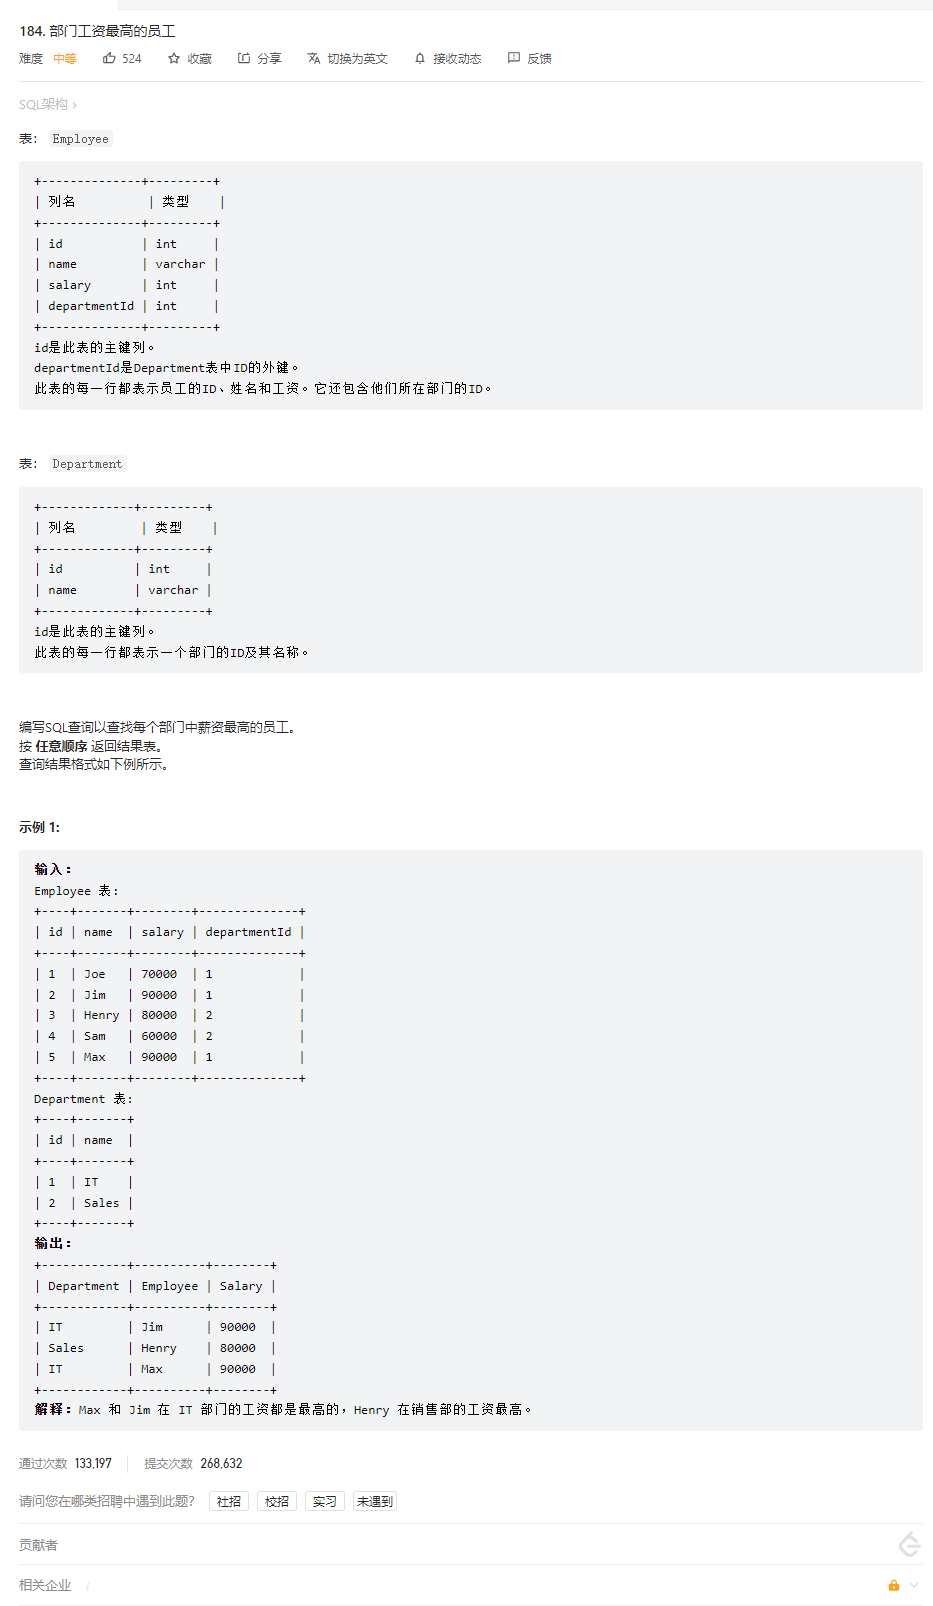 184. 部门工资最高的员工
难度 中等 524 收藏 分享 切换为英文 接收动态 反馈
SQL架构 ›
表： Employee
+--------------+---------+
| 列名          | 类型    |
+--------------+---------+
| id           | int     |
| name         | varchar |
| salary       | int     |
| departmentId | int     |
+--------------+---------+
id是此表的主键列。
departmentId是Department表中ID的外键。
此表的每一行都表示员工的ID、姓名和工资。它还包含他们所在部门的ID。
表： Department
+-------------+---------+
| 列名         | 类型    |
+-------------+---------+
| id          | int     |
| name        | varchar |
+-------------+---------+
id是此表的主键列。
此表的每一行都表示一个部门的ID及其名称。
编写SQL查询以查找每个部门中薪资最高的员工。
按 任意顺序 返回结果表。
查询结果格式如下例所示。
示例 1:
输入：
Employee 表:
+----+-------+--------+--------------+
| id | name  | salary | departmentId |
+----+-------+--------+--------------+
| 1  | Joe   | 70000  | 1            |
| 2  | Jim   | 90000  | 1            |
| 3  | Henry | 80000  | 2            |
| 4  | Sam   | 60000  | 2            |
| 5  | Max   | 90000  | 1            |
+----+-------+--------+--------------+
Department 表:
+----+-------+
| id | name  |
+----+-------+
| 1  | IT    |
| 2  | Sales |
+----+-------+
输出：
+------------+----------+--------+
| Department | Employee | Salary |
+------------+----------+--------+
| IT         | Jim      | 90000  |
| Sales      | Henry    | 80000  |
| IT         | Max      | 90000  |
+------------+----------+--------+
解释：Max 和 Jim 在 IT 部门的工资都是最高的，Henry 在销售部的工资最高。
通过次数 133,197 提交次数 268,632
请问您在哪类招聘中遇到此题？ 社招 校招 实习 未遇到
贡献者
相关企业 i